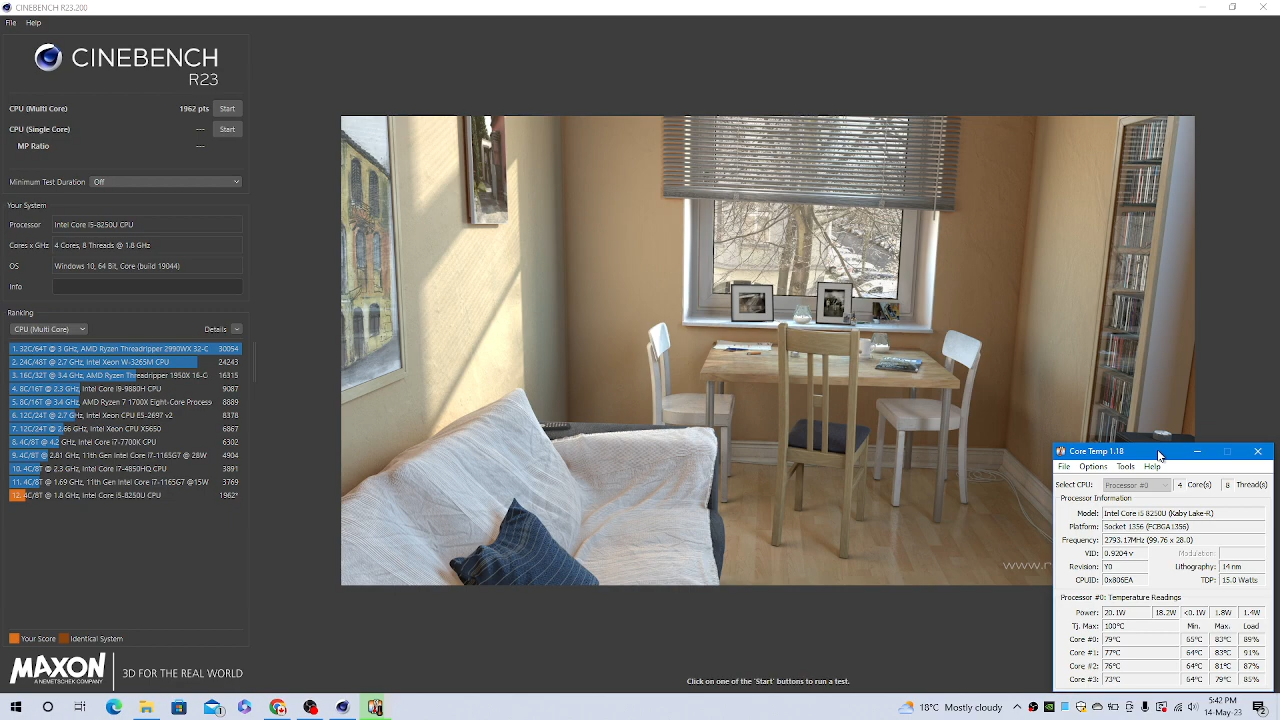 CINEBENCH R23.200
File Help
CINEBENCH
R23
CPU (Multi Core) 1962 pts Start
CPU (Single Core) --- Start
MP Ratio ---
Minimum Test Duration Off
Your System
Processor Intel Core i5-8250U CPU
Cores x GHz 4 Cores, 8 Threads @ 1.8 GHz
OS Windows 10, 64 Bit, Core (build 19044)
Info
Ranking
CPU (Multi Core) Details
1. 32C/64T @ 3 GHz, AMD Ryzen Threadripper 2990WX 32-C 30054
2. 24C/48T @ 2.7 GHz, Intel Xeon W-3265M CPU 24243
3. 16C/32T @ 3.4 GHz, AMD Ryzen Threadripper 1950X 16-C 16315
4. 8C/16T @ 2.3 GHz, Intel Core i9-9880H CPU 9087
5. 8C/16T @ 3.4 GHz, AMD Ryzen 7 1700X Eight-Core Process 8889
6. 12C/24T @ 2.7 GHz, Intel Xeon CPU E5-2697 v2 8378
7. 12C/24T @ 2.66 GHz, Intel Xeon CPU X5650 6867
8. 4C/8T @ 4.2 GHz, Intel Core i7-7700K CPU 6302
9. 4C/8T @ 2.81 GHz, 11th Gen Intel Core i7-1165G7 @ 28W 4904
10. 4C/8T @ 2.3 GHz, Intel Core i7-4850HQ CPU 3891
11. 4C/8T @ 1.69 GHz, 11th Gen Intel Core i7-1165G7 @15W 3769
12. 4C/8T @ 1.8 GHz, Intel Core i5-8250U CPU 1962*
Your Score Identical System
MAXON
A NEMETSCHEK COMPANY
3D FOR THE REAL WORLD
Click on one of the 'Start' buttons to run a test.
www.r
Core Temp 1.18
File Options Tools Help
Select CPU: Processor #0 4 Core(s) 8 Thread(s)
Processor Information
Model: Intel Core i5 8250U (Kaby Lake-R)
Platform: Socket 1356 (FCBGA1356)
Frequency: 2793.17MHz (99.76 x 28.0)
VID: 0.9204 v Modulation:
Revision: Y0 Lithography: 14 nm
CPUID: 0x806EA TDP: 15.0 Watts
Processor #0: Temperature Readings
Power: 20.1W 18.2W <0.1W 1.8W 1.4W
Tj. Max: 100°C Min. Max. Load
Core #0: 79°C 65°C 83°C 89%
Core #1: 77°C 64°C 83°C 91%
Core #2: 76°C 64°C 81°C 87%
Core #3: 73°C 64°C 79°C 85%
18°C Mostly cloudy
5:42 PM
14-May-23